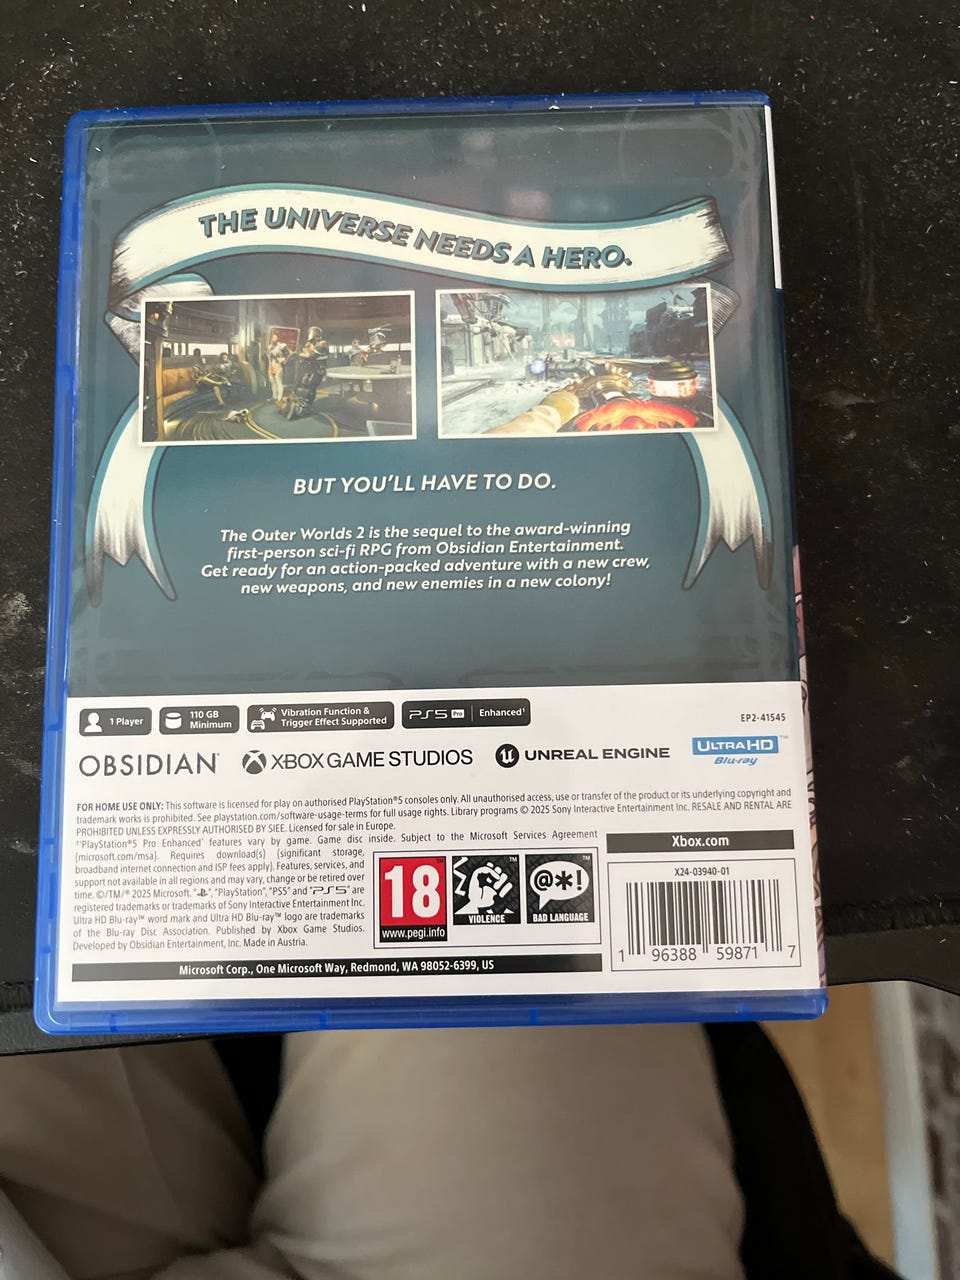 THE UNIVERSE NEEDS A HERO.
BUT YOU'LL HAVE TO DO.
The Outer Worlds 2 is the sequel to the award-winning
first-person sci-fi RPG from Obsidian Entertainment.
Get ready for an action-packed adventure with a new crew,
new weapons, and new enemies in a new colony!
1 Player
110 GB
Minimum
Vibration Function &
Trigger Effect Supported
PS5 Pro
Enhanced¹
EP2-41545
OBSIDIAN
XBOX GAME STUDIOS
UNREAL ENGINE
ULTRA HD™
Blu-ray
FOR HOME USE ONLY: This software is licensed for play on authorised PlayStation®5 consoles only. All unauthorised access, use or transfer of the product or its underlying copyright and
trademark works is prohibited. See playstation.com/software-usage-terms for full usage rights. Library programs © 2025 Sony Interactive Entertainment Inc. RESALE AND RENTAL ARE
PROHIBITED UNLESS EXPRESSLY AUTHORISED BY SIEE. Licensed for sale in Europe.
¹'PlayStation®5 Pro Enhanced' features vary by game. Game disc inside. Subject to the Microsoft Services Agreement
(microsoft.com/msa). Requires download(s) (significant storage,
broadband internet connection and ISP fees apply). Features, services, and
support not available in all regions and may vary, change or be retired over
time. ©/TM/® 2025 Microsoft. "PS", "PlayStation", "PS5" and "PS5" are
registered trademarks or trademarks of Sony Interactive Entertainment Inc.
Ultra HD Blu-ray™ word mark and Ultra HD Blu-ray™ logo are trademarks
of the Blu-ray Disc Association. Published by Xbox Game Studios.
Developed by Obsidian Entertainment, Inc. Made in Austria.
18
www.pegi.info
™
VIOLENCE
™
@*!
BAD LANGUAGE
Xbox.com
X24-03940-01
1 96388 59871 7
Microsoft Corp., One Microsoft Way, Redmond, WA 98052-6399, US